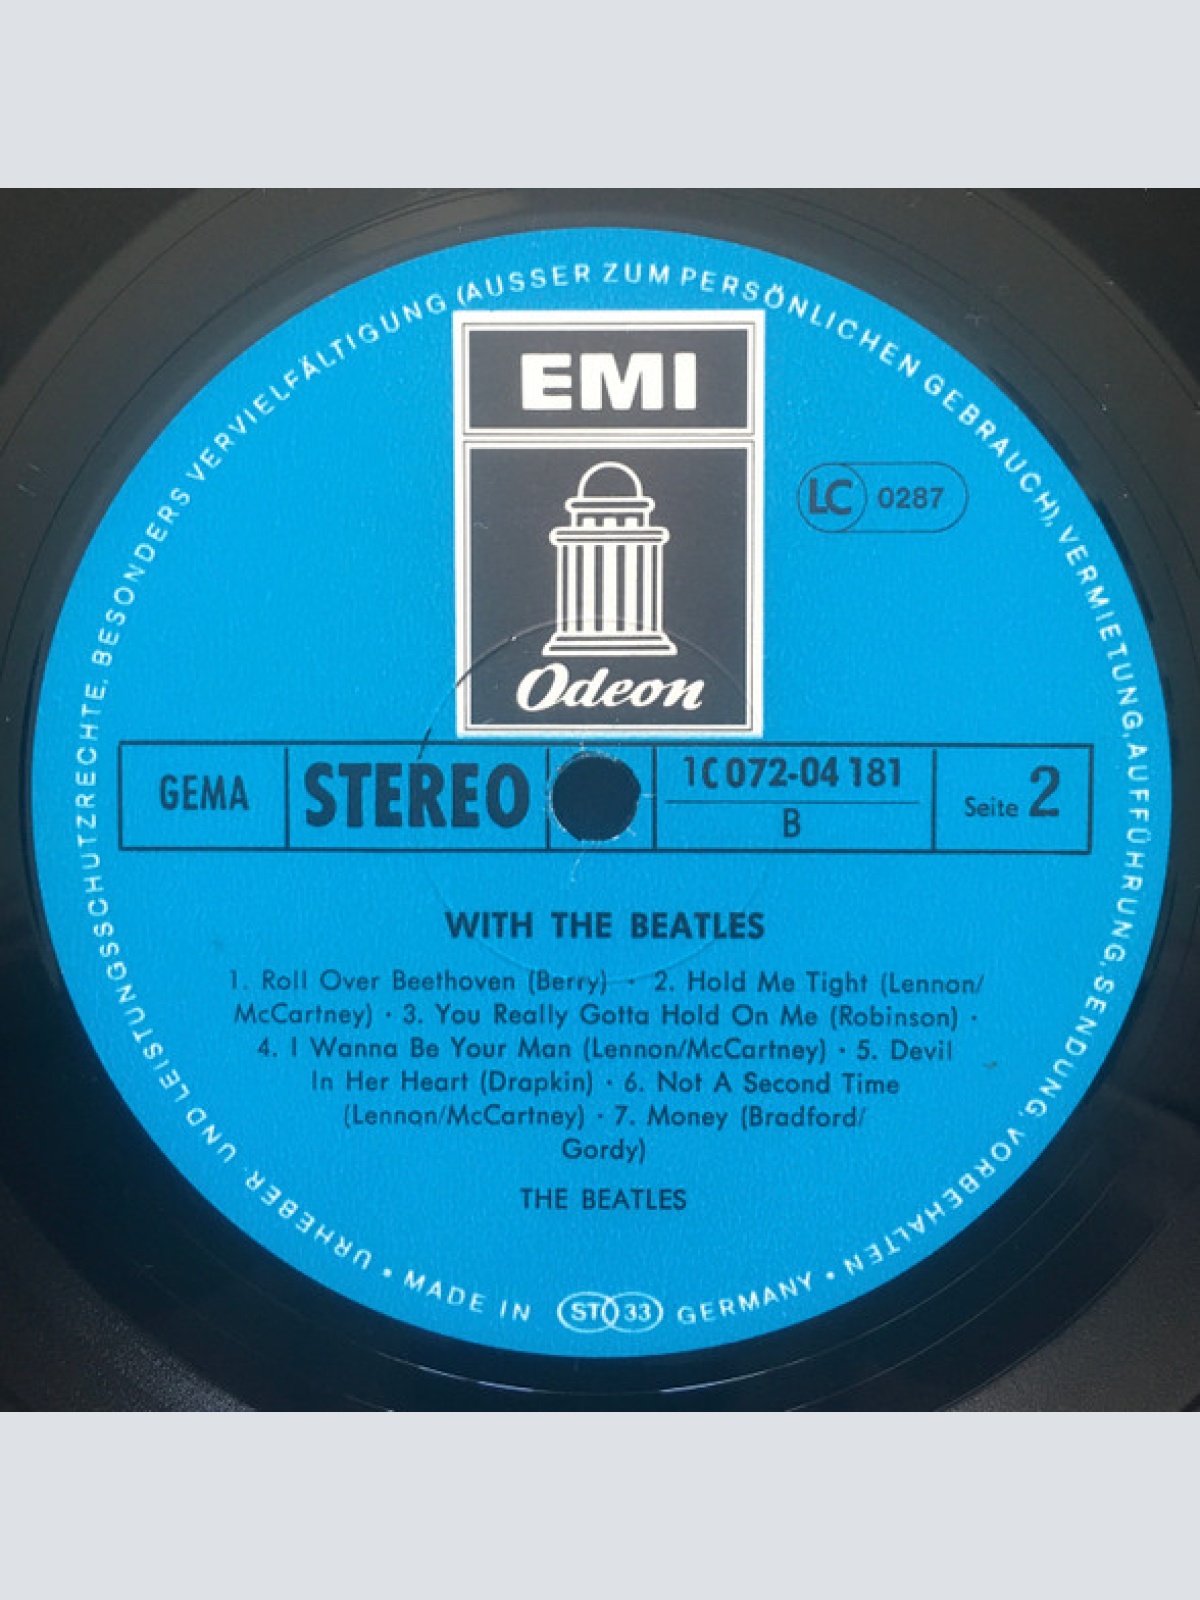 EMI
LC 0287
Odeon
GEMA STEREO 1C 072-04 181 B Seite 2
WITH THE BEATLES
1. Roll Over Beethoven (Berry) · 2. Hold Me Tight (Lennon/
McCartney) · 3. You Really Gotta Hold On Me (Robinson) ·
4. I Wanna Be Your Man (Lennon/McCartney) · 5. Devil
In Her Heart (Drapkin) · 6. Not A Second Time
(Lennon/McCartney) · 7. Money (Bradford/
Gordy)
THE BEATLES
URHEBER- UND LEISTUNGSSCHUTZRECHTE, BESONDERS VERVIELFÄLTIGUNG (AUSSER ZUM PERSÖNLICHEN GEBRAUCH), VERMIETUNG, AUFFÜHRUNG, SENDUNG, VORBEHALTEN • MADE IN ST 33 GERMANY •